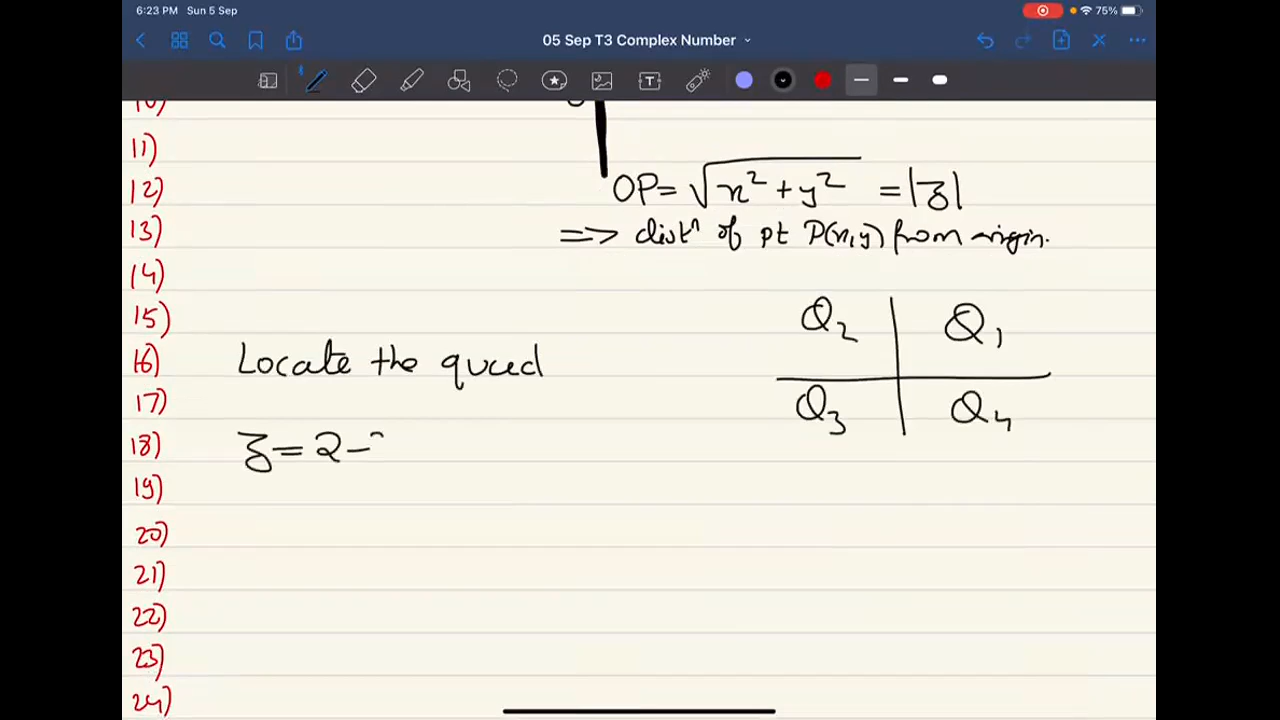 6:23 PM Sun 5 Sep
75%
05 Sep T3 Complex Number
T
11)
12) OP= √x² + y² = |z|
13) => distⁿ of pt P(x,y) from origin.
14)
15) Q₂ Q₁
16) Locate the quad
17) Q₃ Q₄
18) z = 2 –
19)
20)
21)
22)
23)
24)